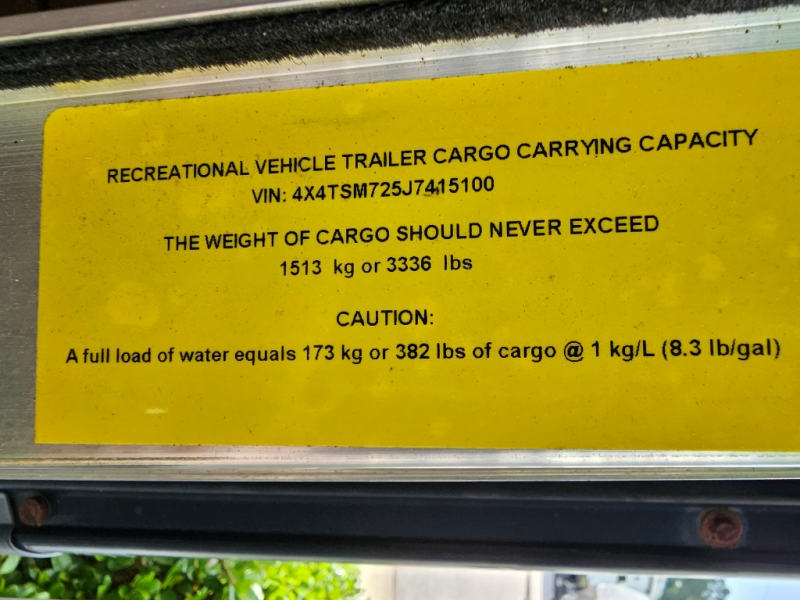 RECREATIONAL VEHICLE TRAILER CARGO CARRYING CAPACITY
VIN: 4X4TSM725J7415100
THE WEIGHT OF CARGO SHOULD NEVER EXCEED
1513 kg or 3336 lbs
CAUTION:
A full load of water equals 173 kg or 382 lbs of cargo @ 1 kg/L (8.3 lb/gal)